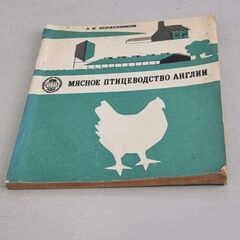 Л. Я. КОЛЕСНИКОВ
МЯСНОЕ ПТИЦЕВОДСТВО АНГЛИИ